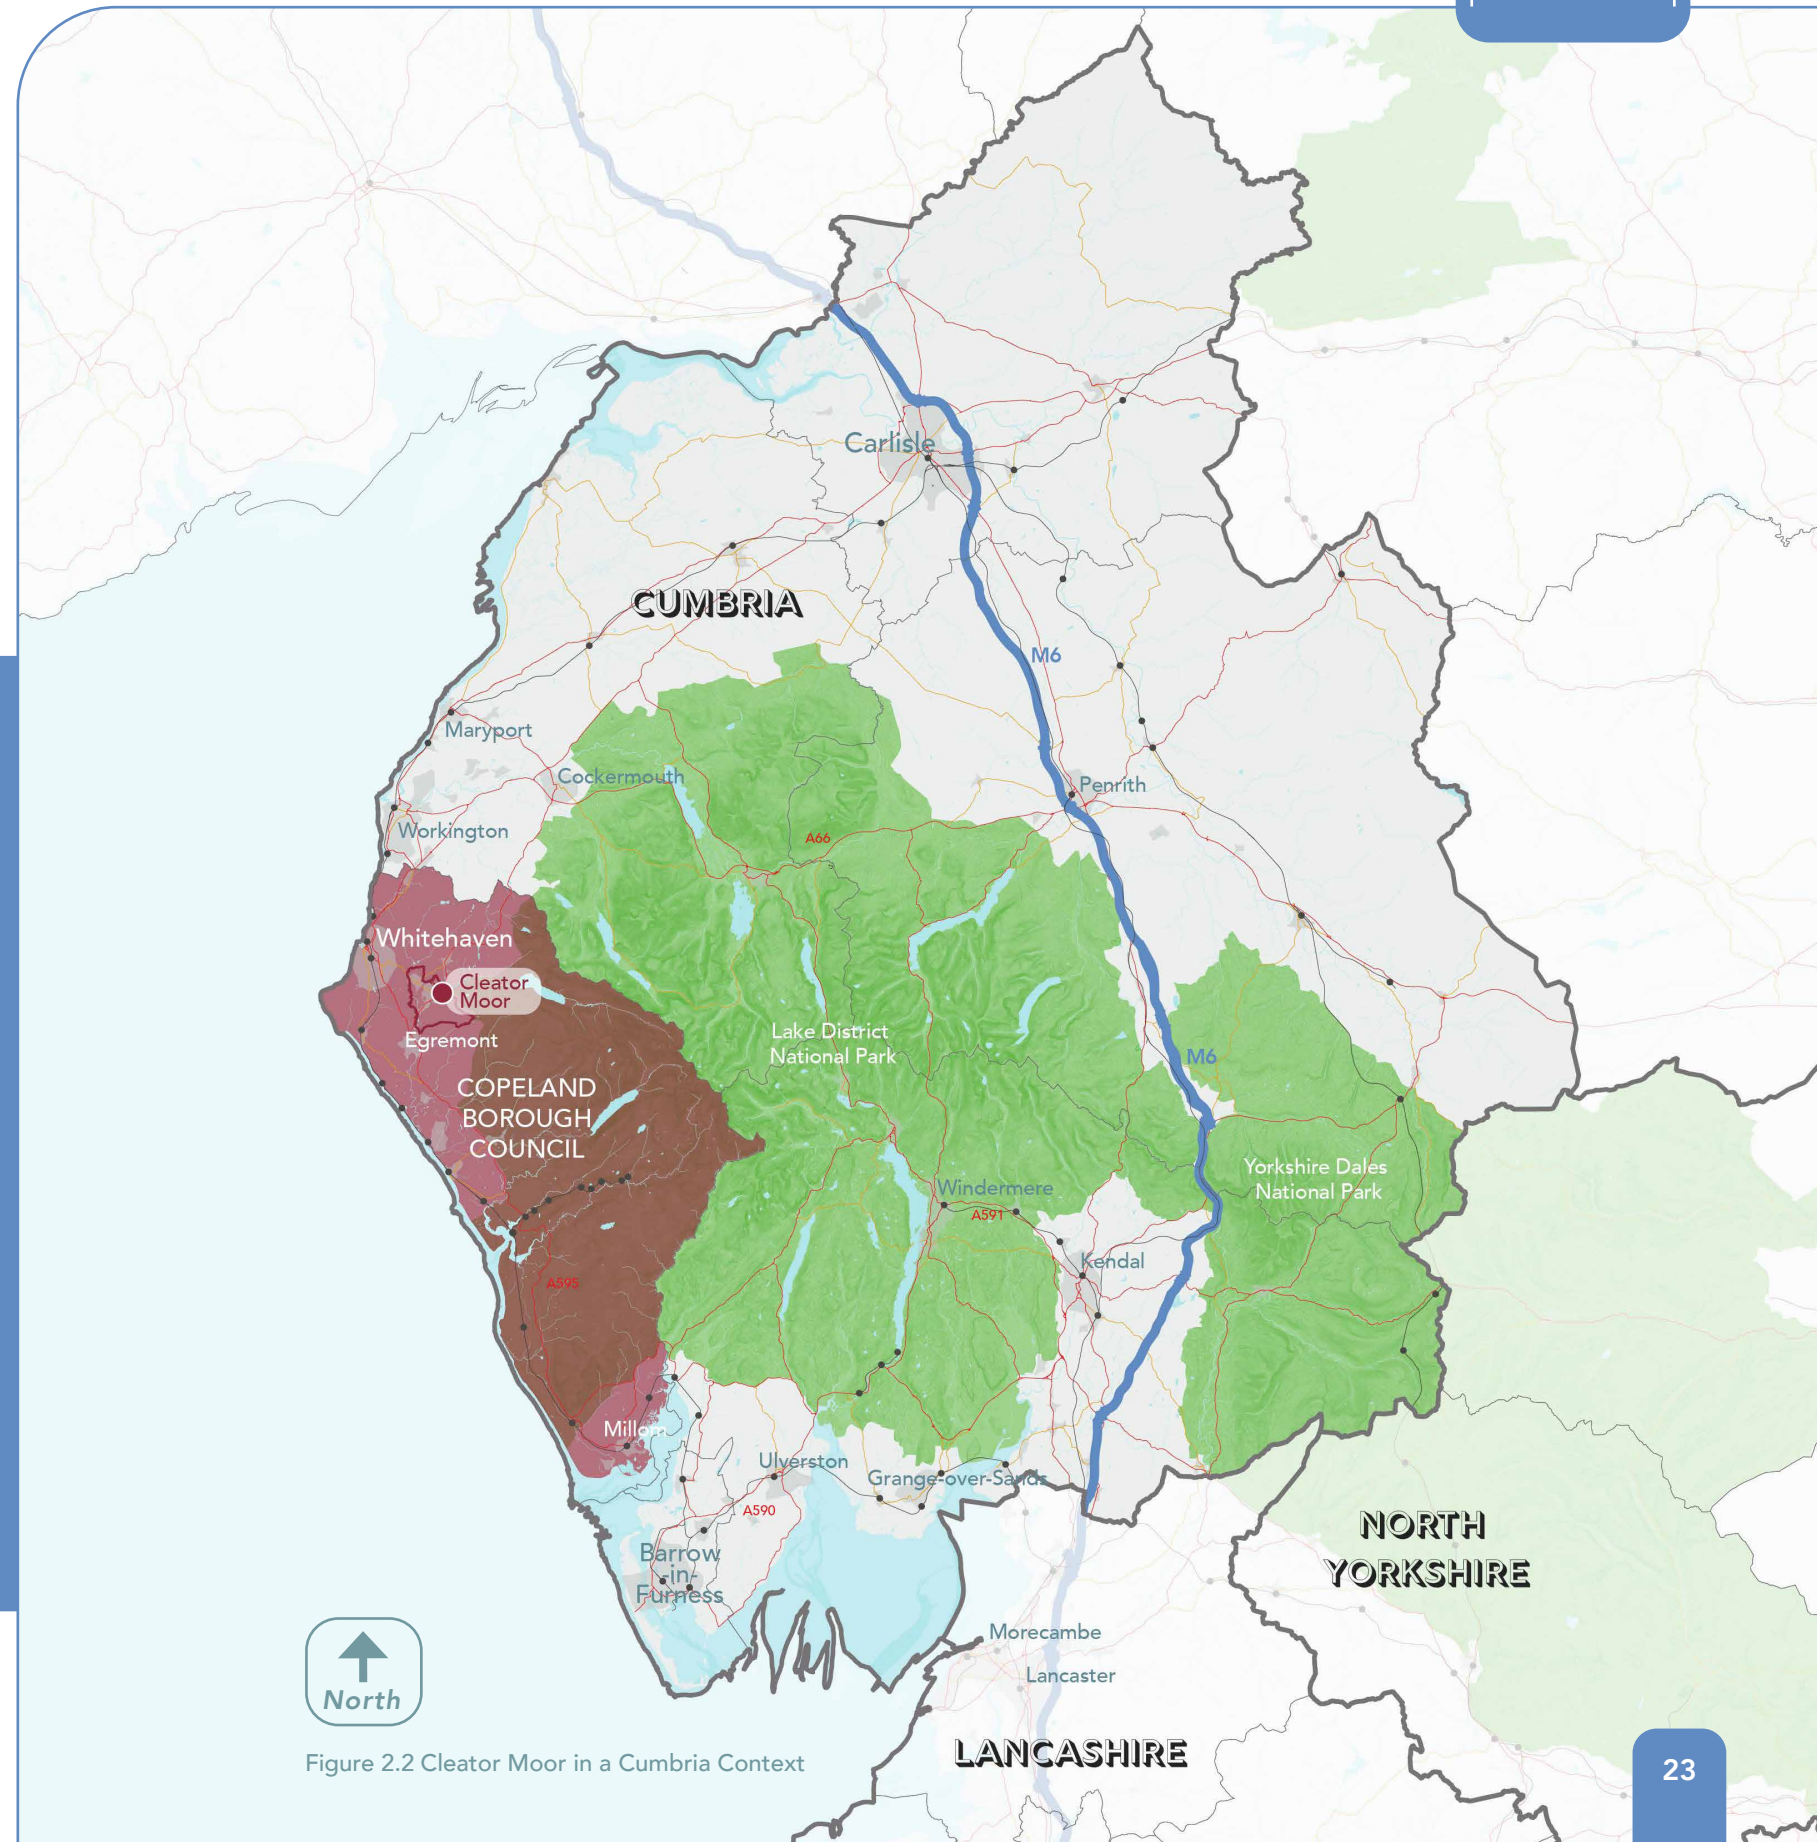 Carlisle
CUMBRIA
M6
Maryport
Cockermouth
Penrith
Workington
A66
Whitehaven
Cleator
Moor
Egremont
Lake District
National Park
M6
COPELAND
BOROUGH
COUNCIL
Yorkshire Dales
National Park
Windermere
A591
Kendal
A595
Millom
Ulverston
Grange-over-Sands
A590
NORTH
YORKSHIRE
Barrow
-in-
Furness
Morecambe
Lancaster
North
LANCASHIRE
Figure 2.2 Cleator Moor in a Cumbria Context
23